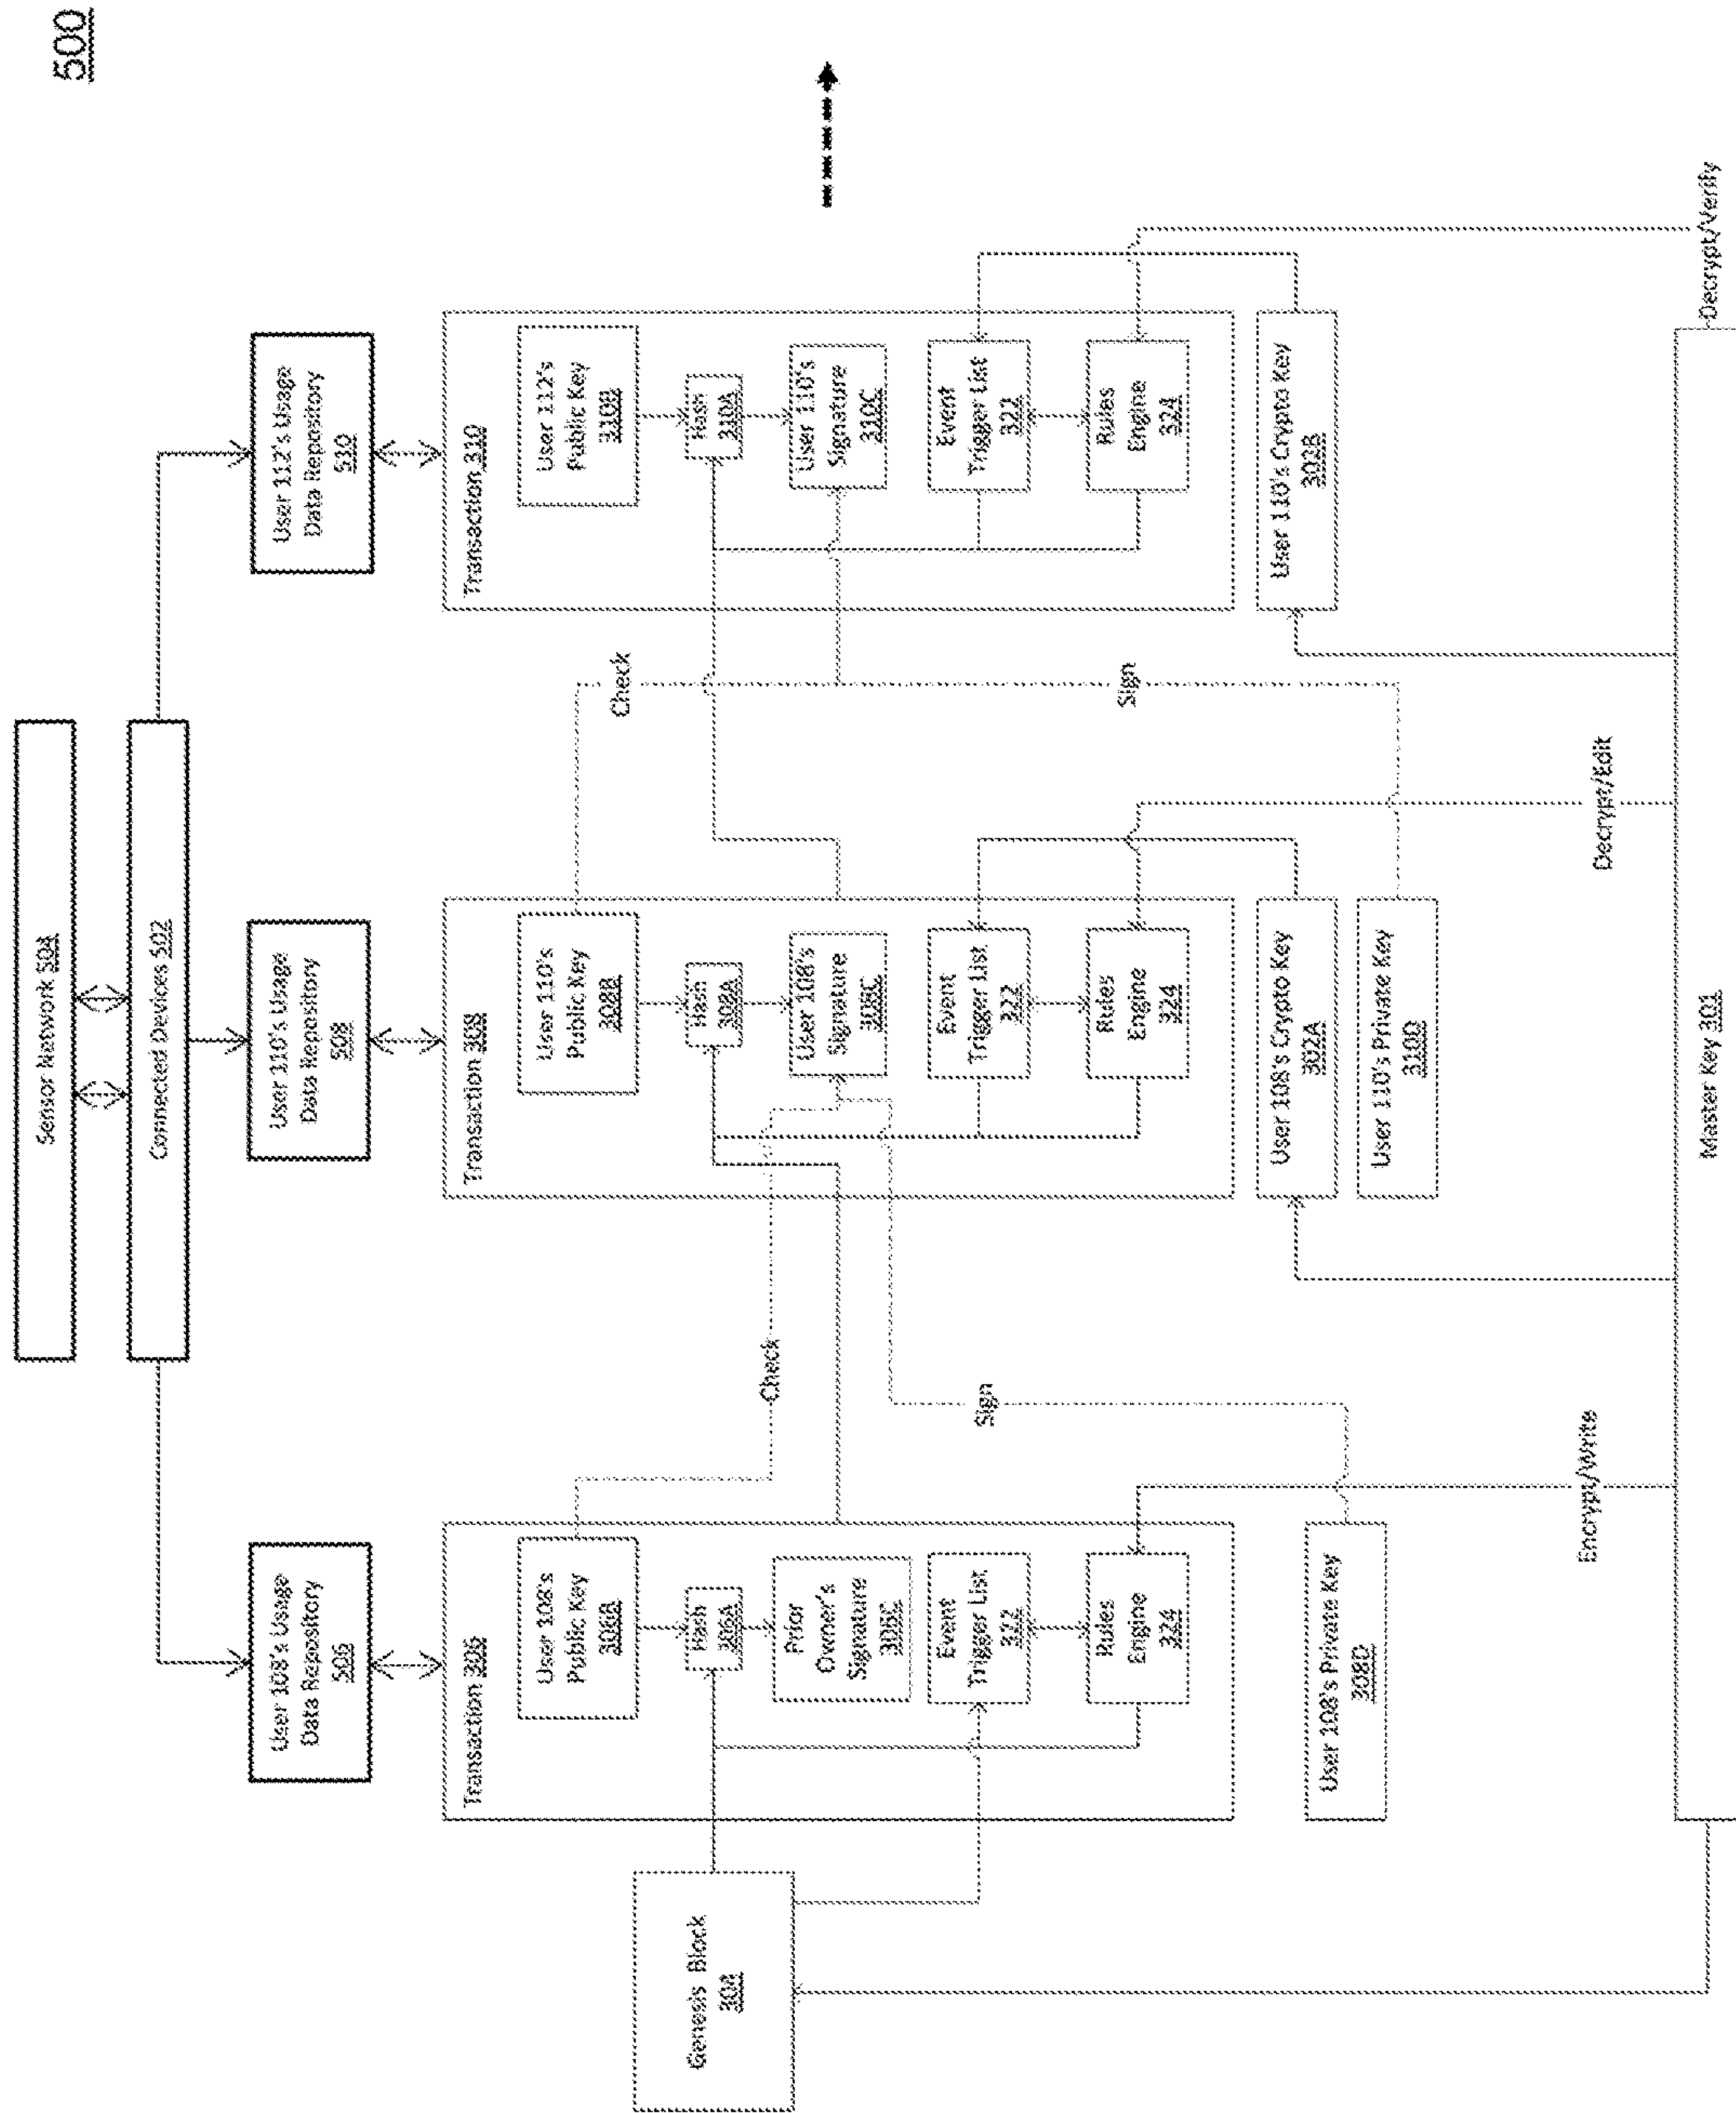 500
Sensor Network 504
Connected Devices 502
User 108's Usage
Data Repository
506
User 110's Usage
Data Repository
508
User 112's Usage
Data Repository
510
Genesis Block
304
Transaction 306
User 108's
Public Key
306B
Hash
306A
Prior
Owner's
Signature
306C
Event
Trigger List
322
Rules
Engine
324
User 108's Private Key
308D
Check
Sign
Encrypt/Write
Transaction 308
User 110's
Public Key
308B
Hash
308A
User 108's
Signature
308C
Event
Trigger List
322
Rules
Engine
324
User 108's Crypto Key
302A
User 110's Private Key
310D
Check
Sign
Decrypt/Edit
Transaction 310
User 112's
Public Key
310B
Hash
310A
User 110's
Signature
310C
Event
Trigger List
322
Rules
Engine
324
User 110's Crypto Key
302B
Decrypt/Verify
Master Key 301